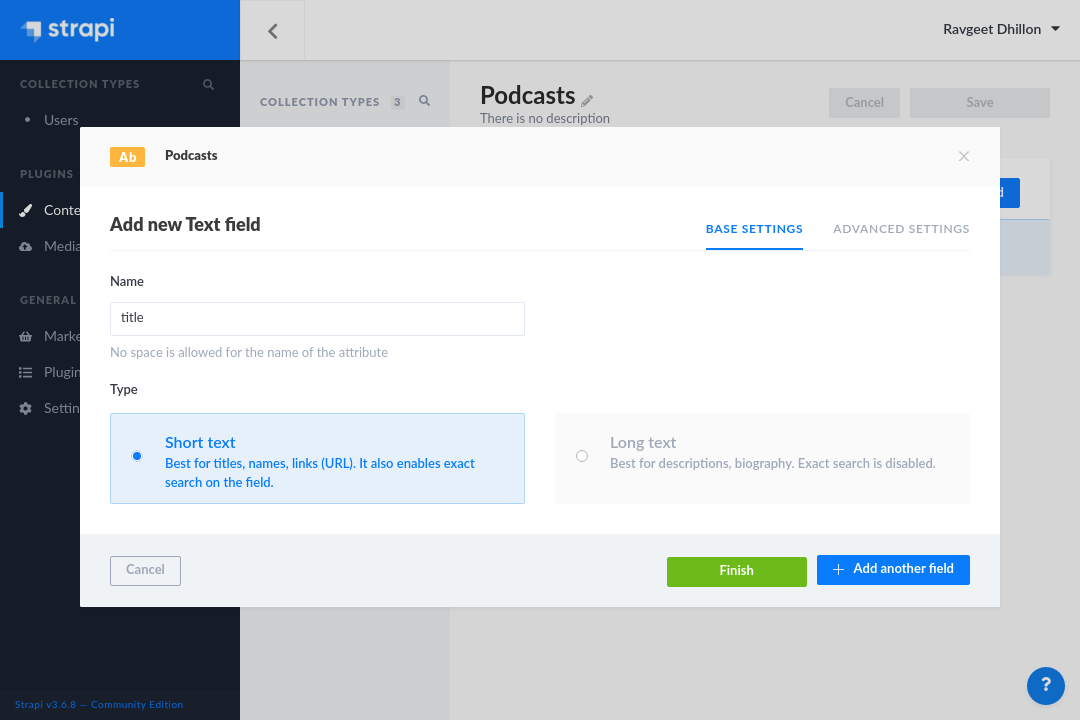 strapi
Ravgeet Dhillon
COLLECTION TYPES
Users
PLUGINS
Conte
Media
GENERAL
Marke
Plugin
Settin
Strapi v3.6.8 — Community Edition
COLLECTION TYPES 3
Podcasts
There is no description
Cancel
Save
Ab Podcasts
Add new Text field
BASE SETTINGS
ADVANCED SETTINGS
Name
title
No space is allowed for the name of the attribute
Type
Short text
Best for titles, names, links (URL). It also enables exact
search on the field.
Long text
Best for descriptions, biography. Exact search is disabled.
Cancel
Finish
+ Add another field
d
?